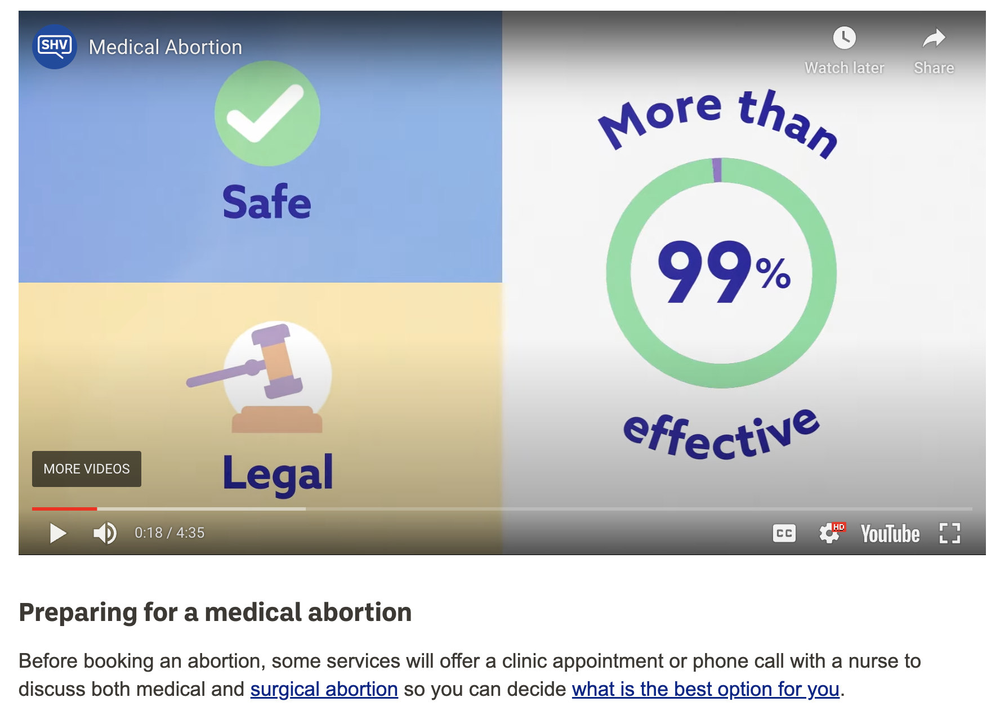 SHV
Medical Abortion
Watch later
Share
Safe
More than
99%
effective
Legal
MORE VIDEOS
0:18 / 4:35
CC
HD
YouTube
Preparing for a medical abortion
Before booking an abortion, some services will offer a clinic appointment or phone call with a nurse to
discuss both medical and surgical abortion so you can decide what is the best option for you.